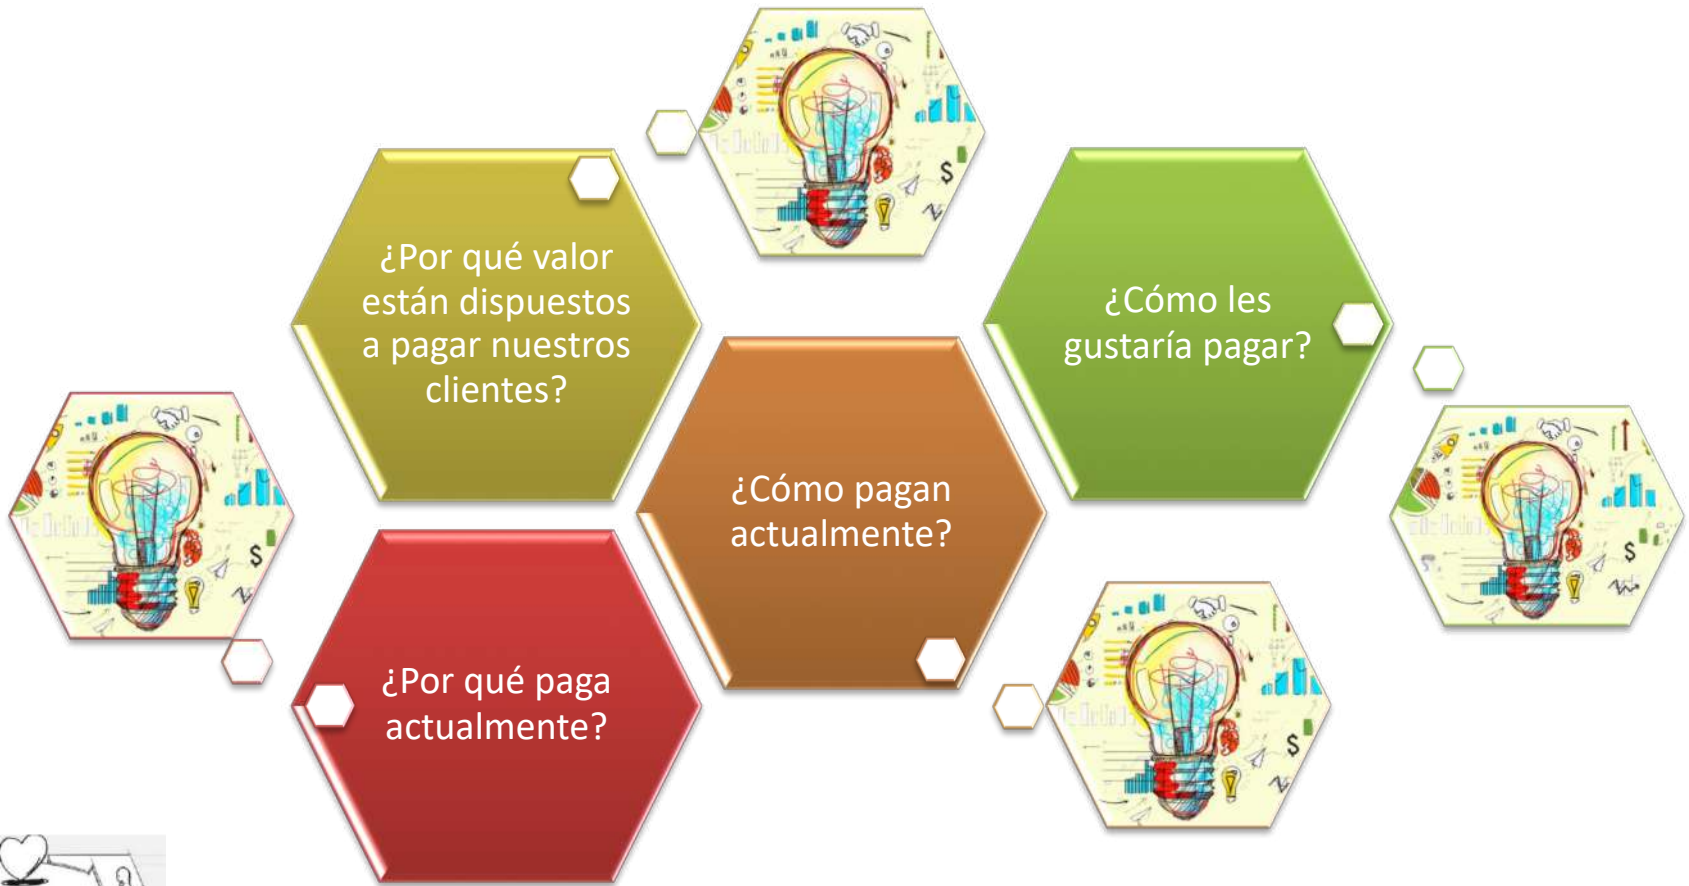 ¿Por qué valor
están dispuestos
a pagar nuestros
clientes?
¿Por qué paga
actualmente?
¿Cómo pagan
actualmente?
¿Cómo les
gustaría pagar?
$
$
$
$